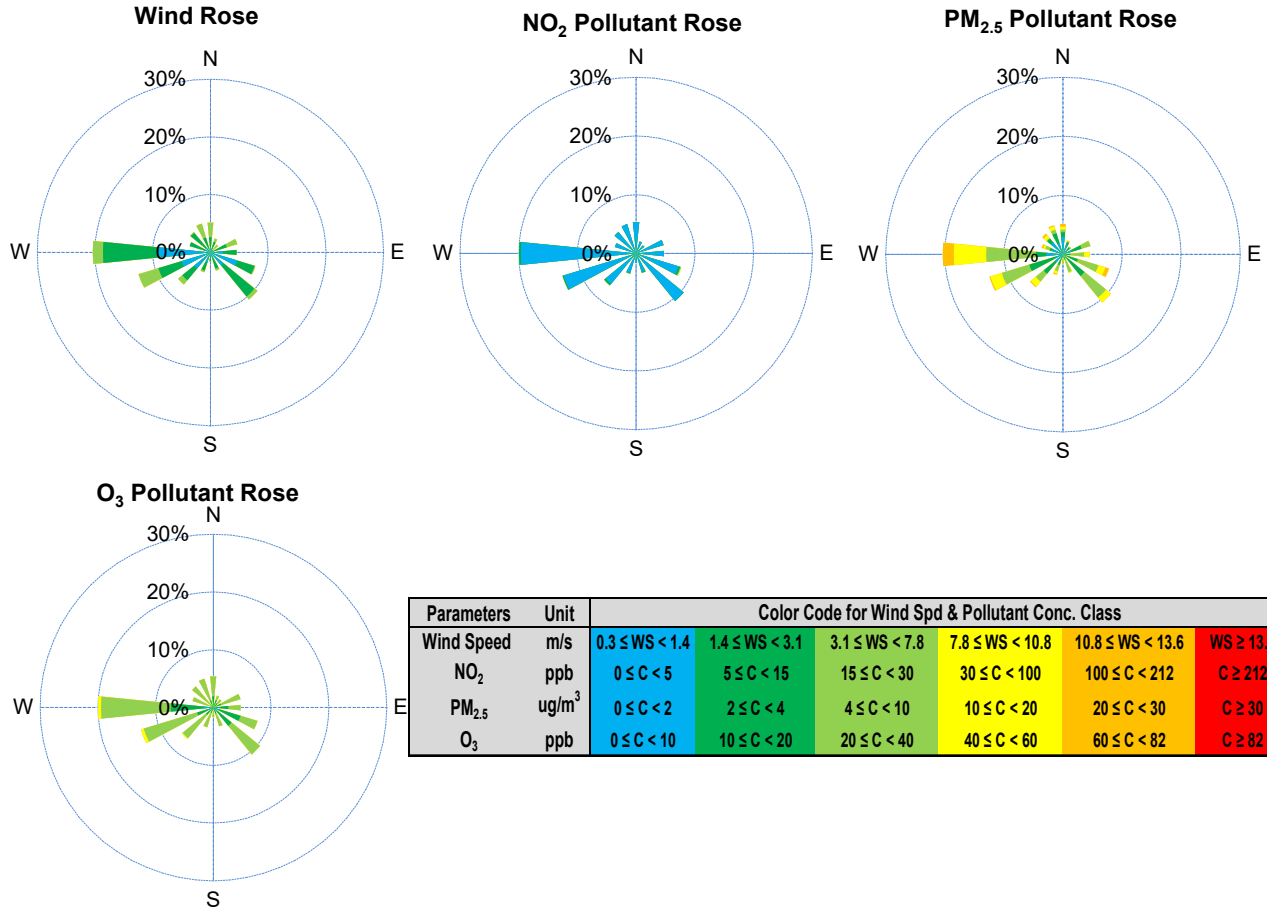 Wind Rose
N
30%
20%
10%
0%
W
E
S
NO₂ Pollutant Rose
N
30%
20%
10%
0%
W
E
S
PM₂.₅ Pollutant Rose
N
30%
20%
10%
0%
W
E
S
O₃ Pollutant Rose
N
30%
20%
10%
0%
W
E
S
Parameters Unit Color Code for Wind Spd & Pollutant Conc. Class
Wind Speed m/s 0.3 ≤ WS < 1.4 1.4 ≤ WS < 3.1 3.1 ≤ WS < 7.8 7.8 ≤ WS < 10.8 10.8 ≤ WS < 13.6 WS ≥ 13.
NO₂ ppb 0 ≤ C < 5 5 ≤ C < 15 15 ≤ C < 30 30 ≤ C < 100 100 ≤ C < 212 C ≥ 212
PM₂.₅ ug/m³ 0 ≤ C < 2 2 ≤ C < 4 4 ≤ C < 10 10 ≤ C < 20 20 ≤ C < 30 C ≥ 30
O₃ ppb 0 ≤ C < 10 10 ≤ C < 20 20 ≤ C < 40 40 ≤ C < 60 60 ≤ C < 82 C ≥ 82